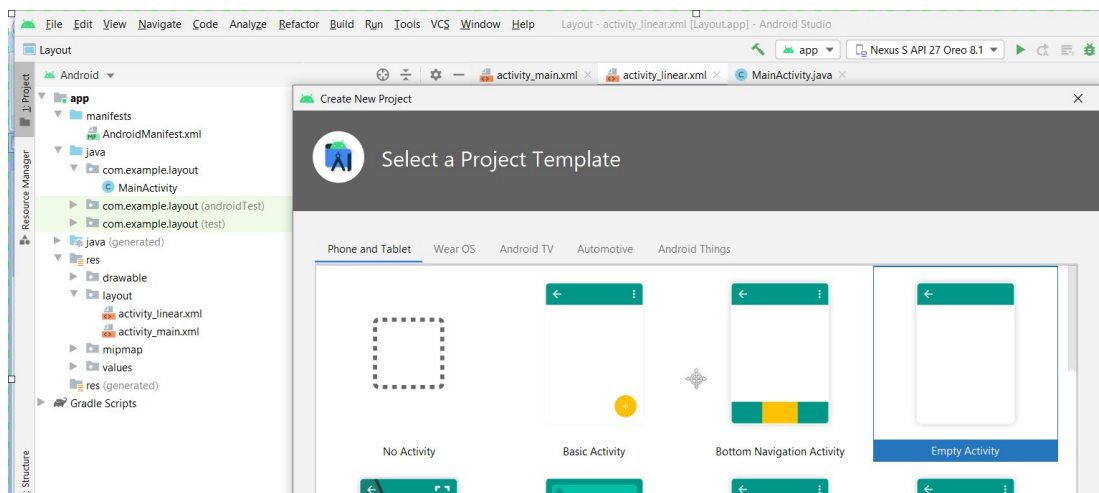 File Edit View Navigate Code Analyze Refactor Build Run Tools VCS Window Help Layout - activity_linear.xml [Layout.app] - Android Studio
Layout
app
Nexus S API 27 Oreo 8.1
1: Project
Resource Manager
Structure
Android
activity_main.xml
activity_linear.xml
MainActivity.java
app
manifests
AndroidManifest.xml
java
com.example.layout
MainActivity
com.example.layout (androidTest)
com.example.layout (test)
java (generated)
res
drawable
layout
activity_linear.xml
activity_main.xml
mipmap
values
res (generated)
Gradle Scripts
Create New Project
Select a Project Template
Phone and Tablet Wear OS Android TV Automotive Android Things
No Activity Basic Activity Bottom Navigation Activity Empty Activity